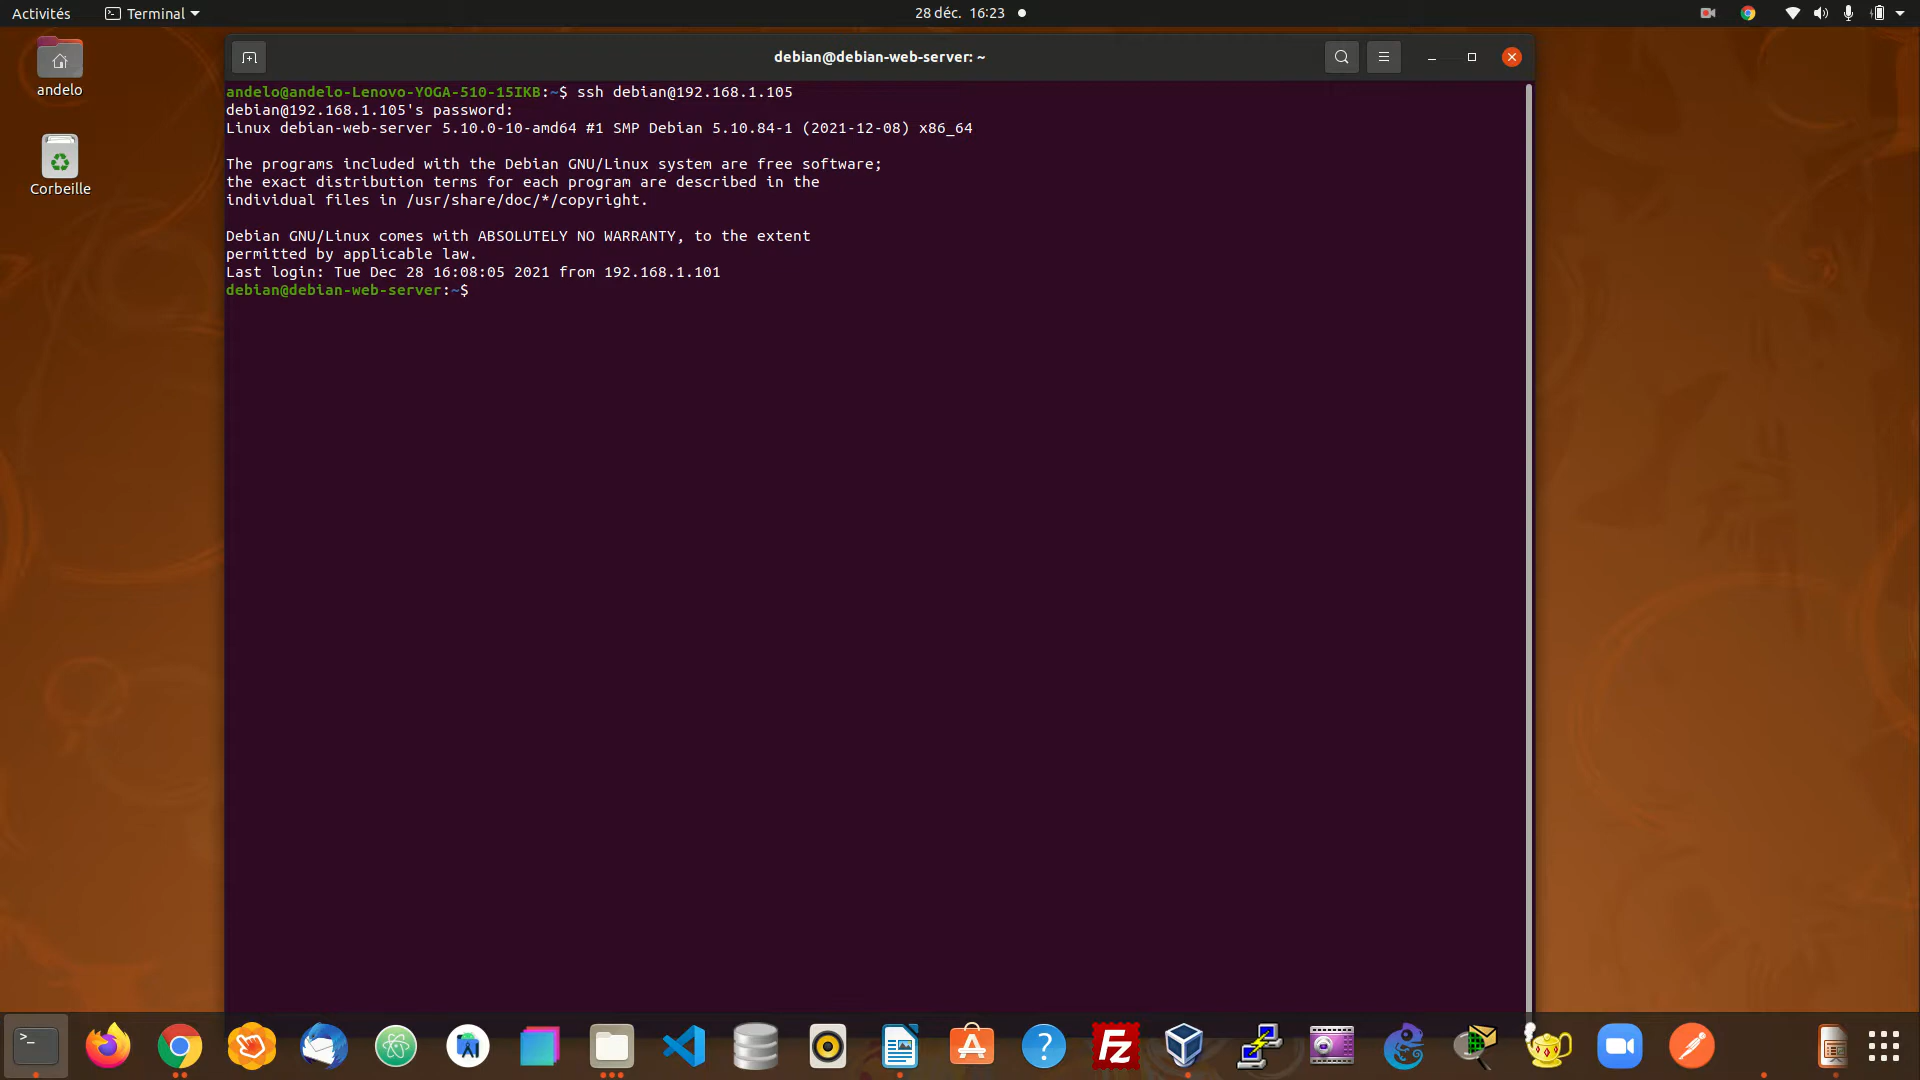 Activités
Terminal
28 déc. 16:23
andelo
Corbeille
debian@debian-web-server: ~
andelo@andelo-Lenovo-YOGA-510-15IKB:~$ ssh debian@192.168.1.105
debian@192.168.1.105's password:
Linux debian-web-server 5.10.0-10-amd64 #1 SMP Debian 5.10.84-1 (2021-12-08) x86_64
The programs included with the Debian GNU/Linux system are free software;
the exact distribution terms for each program are described in the
individual files in /usr/share/doc/*/copyright.
Debian GNU/Linux comes with ABSOLUTELY NO WARRANTY, to the extent
permitted by applicable law.
Last login: Tue Dec 28 16:08:05 2021 from 192.168.1.101
debian@debian-web-server:~$
>_
?
Fz